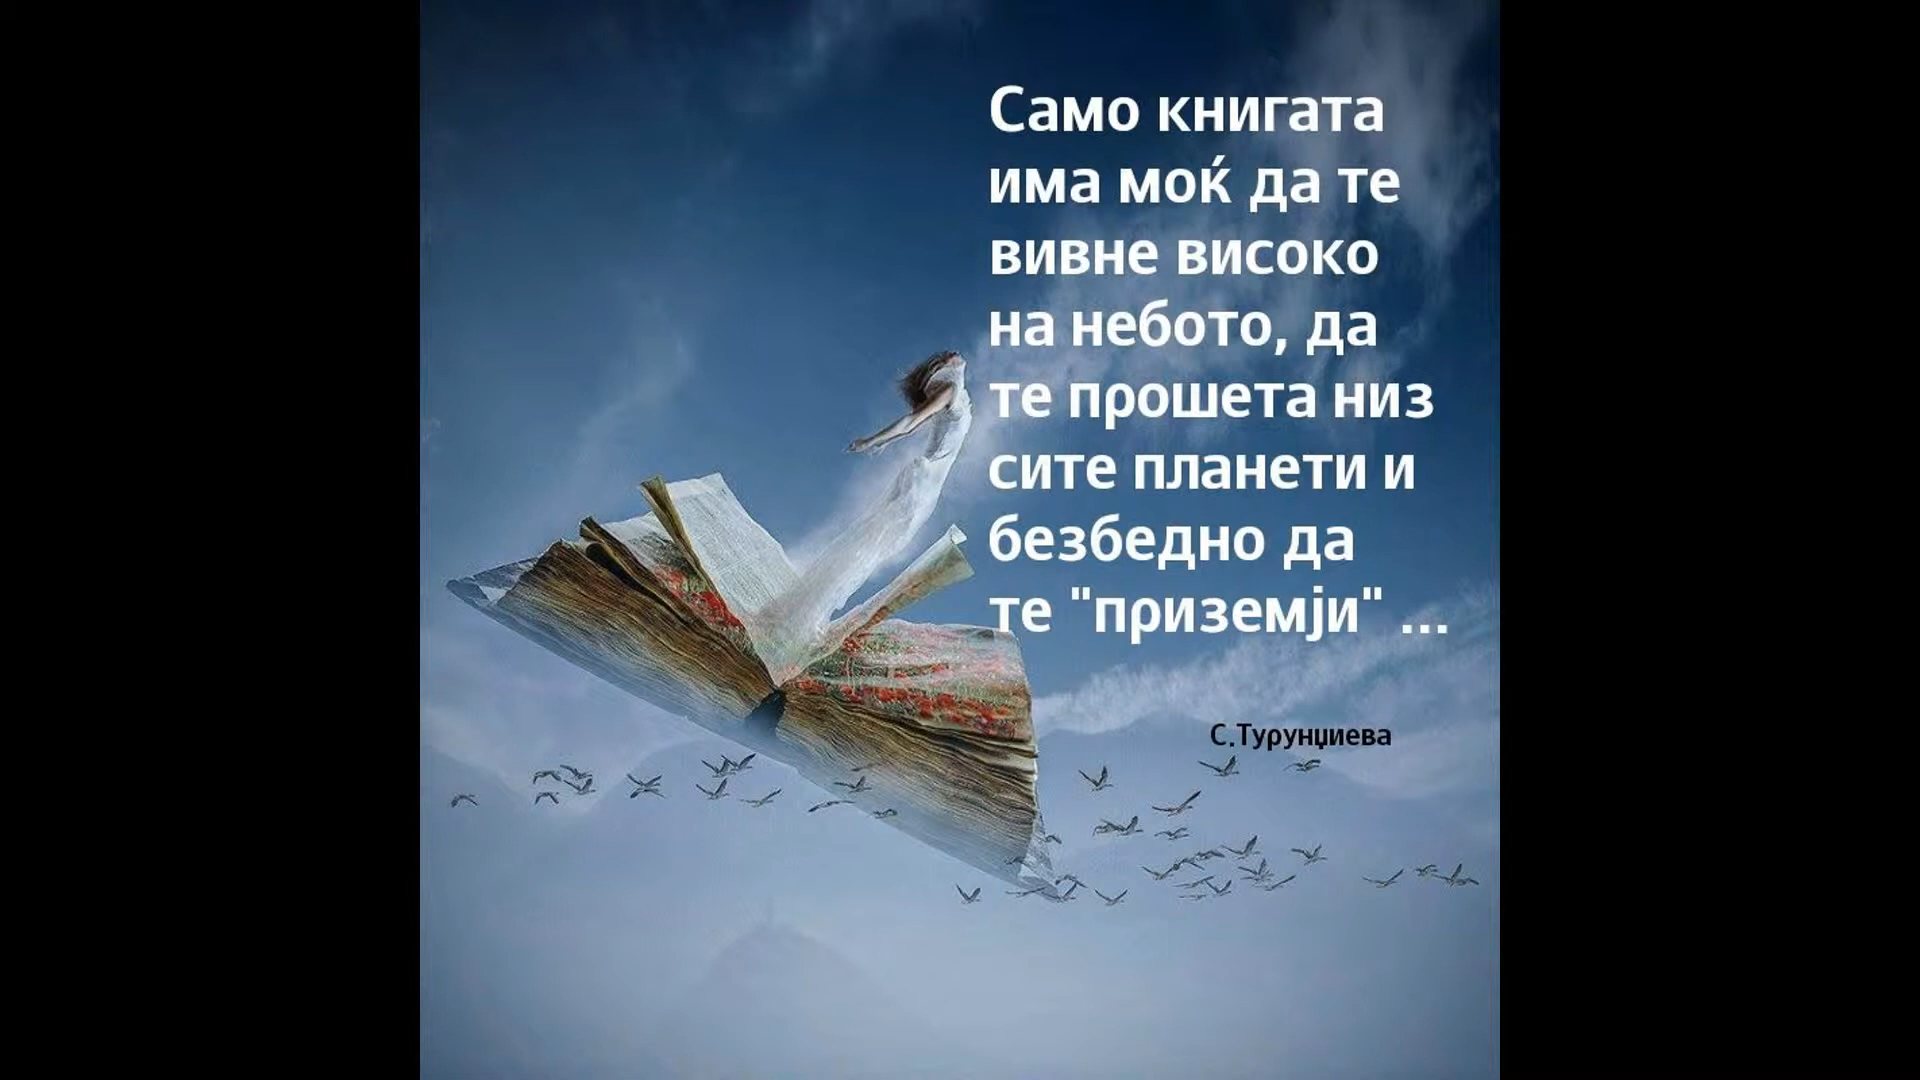 Само книгата
има моќ да те
вивне високо
на небото, да
те прошета низ
сите планети и
безбедно да
те "приземји" ...
С.Турунџиева